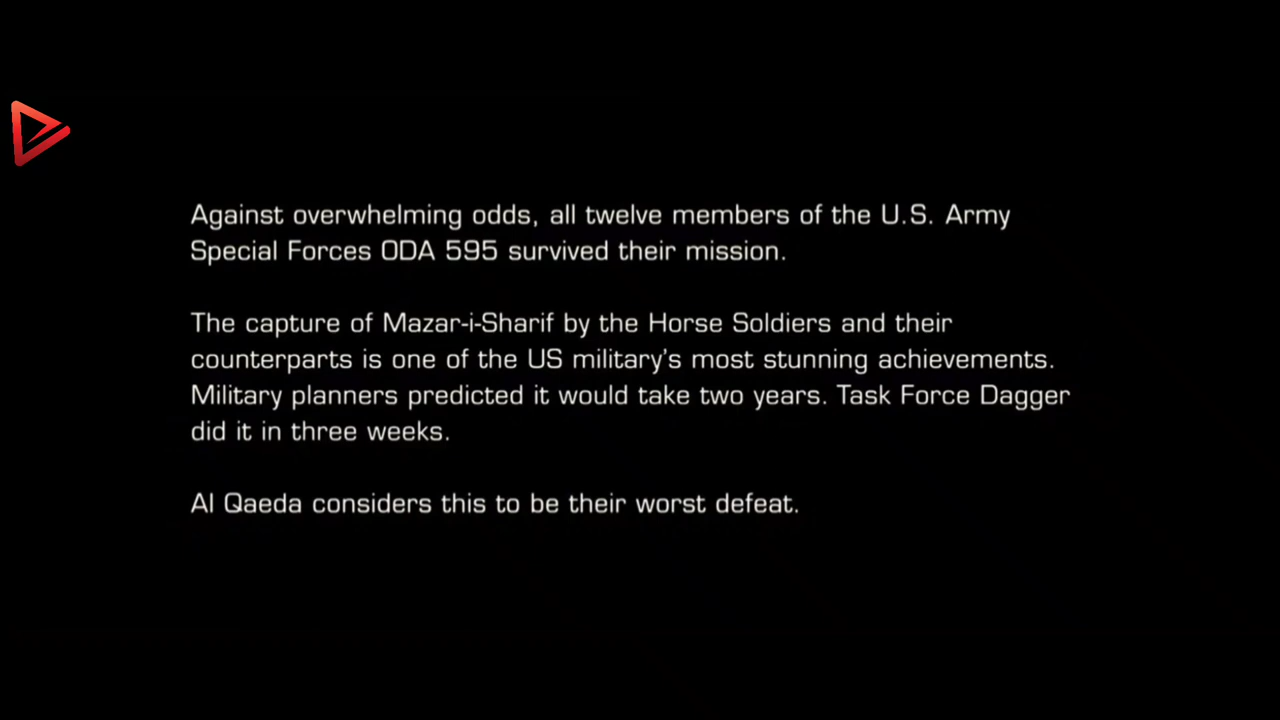 Against overwhelming odds, all twelve members of the U.S. Army
Special Forces ODA 595 survived their mission.
The capture of Mazar-i-Sharif by the Horse Soldiers and their
counterparts is one of the US military's most stunning achievements.
Military planners predicted it would take two years. Task Force Dagger
did it in three weeks.
Al Qaeda considers this to be their worst defeat.